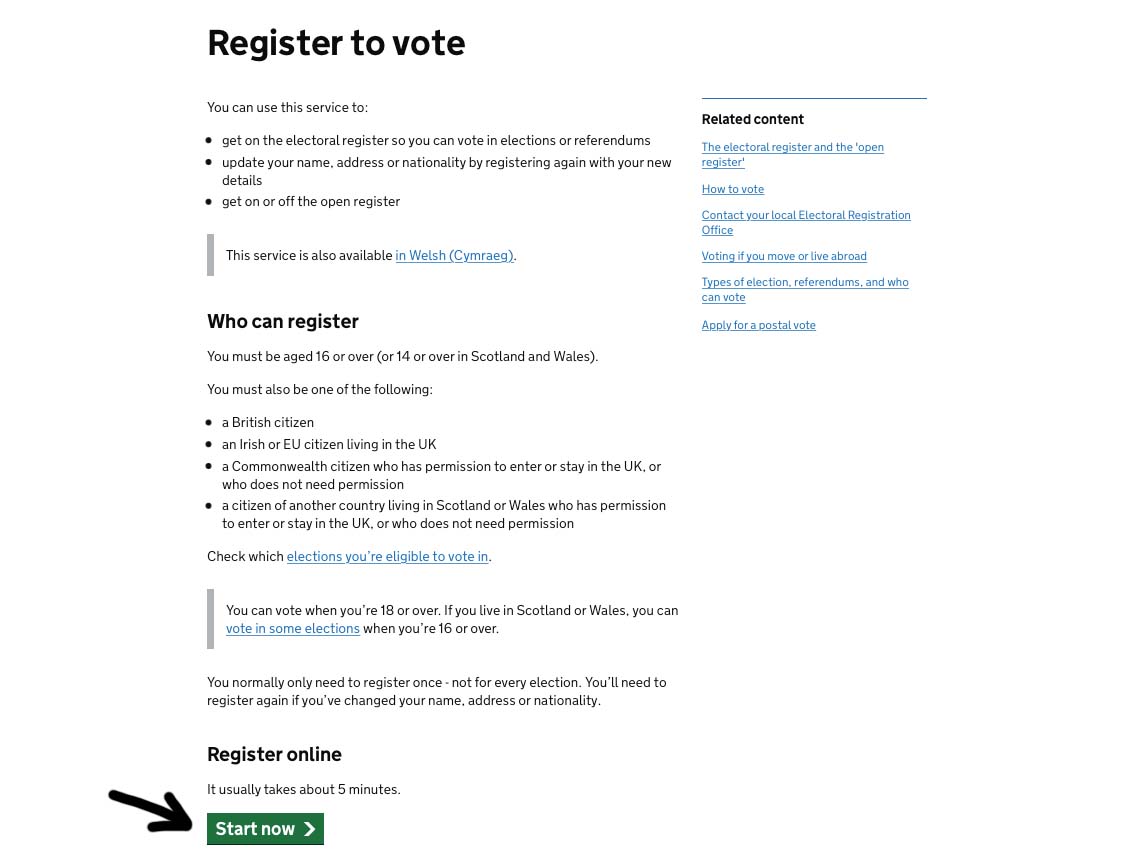 Register to vote
You can use this service to:
get on the electoral register so you can vote in elections or referendums
update your name, address or nationality by registering again with your new
details
get on or off the open register
This service is also available in Welsh (Cymraeg).
Who can register
You must be aged 16 or over (or 14 or over in Scotland and Wales).
You must also be one of the following:
a British citizen
an Irish or EU citizen living in the UK
a Commonwealth citizen who has permission to enter or stay in the UK, or
who does not need permission
a citizen of another country living in Scotland or Wales who has permission
to enter or stay in the UK, or who does not need permission
Check which elections you're eligible to vote in.
You can vote when you're 18 or over. If you live in Scotland or Wales, you can
vote in some elections when you're 16 or over.
You normally only need to register once - not for every election. You'll need to
register again if you've changed your name, address or nationality.
Register online
It usually takes about 5 minutes.
Start now
Related content
The electoral register and the 'open
register'
How to vote
Contact your local Electoral Registration
Office
Voting if you move or live abroad
Types of election, referendums, and who
can vote
Apply for a postal vote